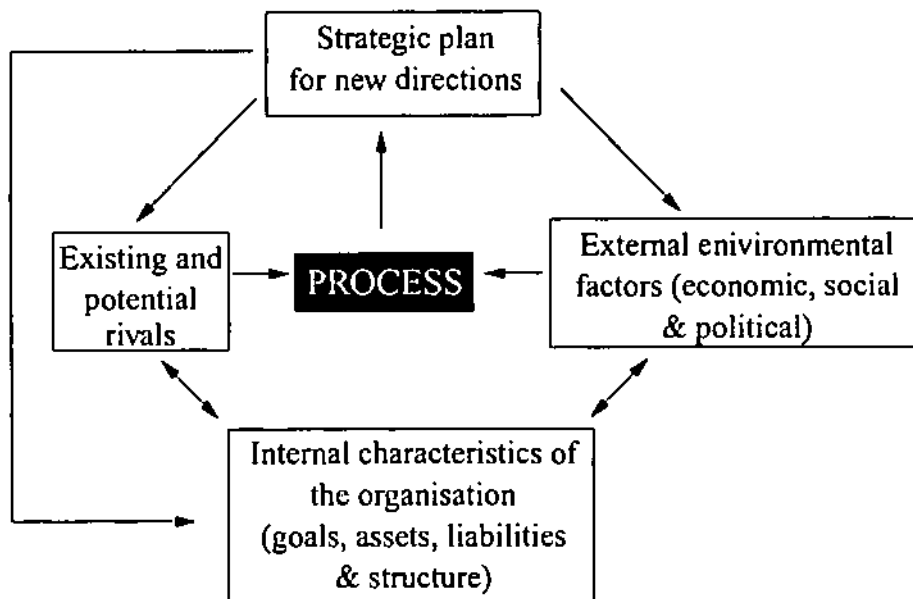 Strategic plan
for new directions
Existing and
potential
rivals
PROCESS
External enivironmental
factors (economic, social
& political)
Internal characteristics of
the organisation
(goals, assets, liabilities
& structure)